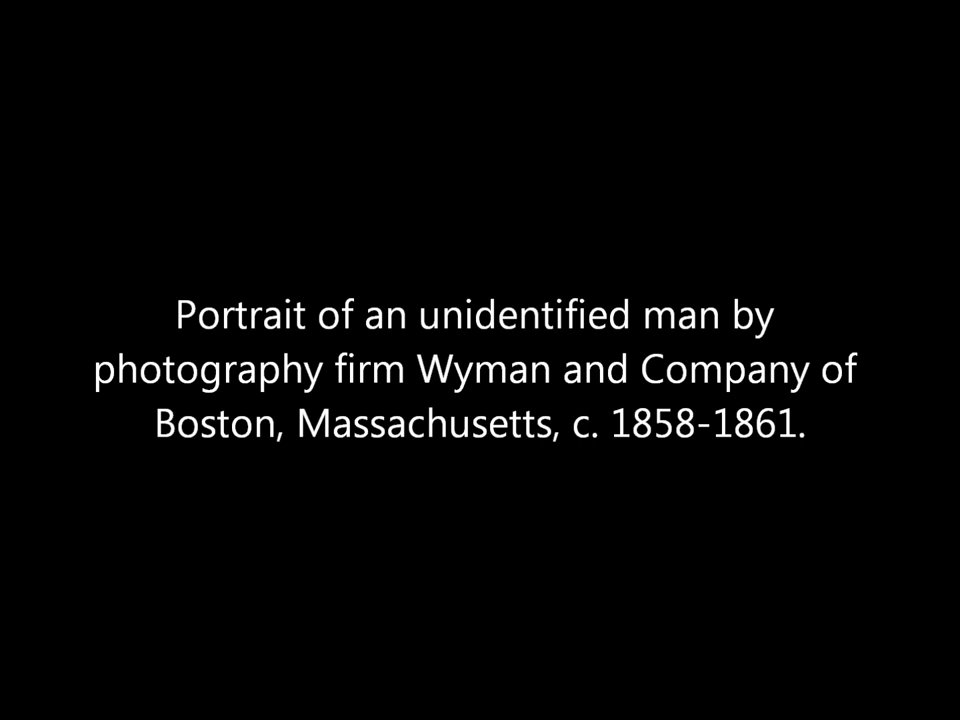 Portrait of an unidentified man by
photography firm Wyman and Company of
Boston, Massachusetts, c. 1858-1861.